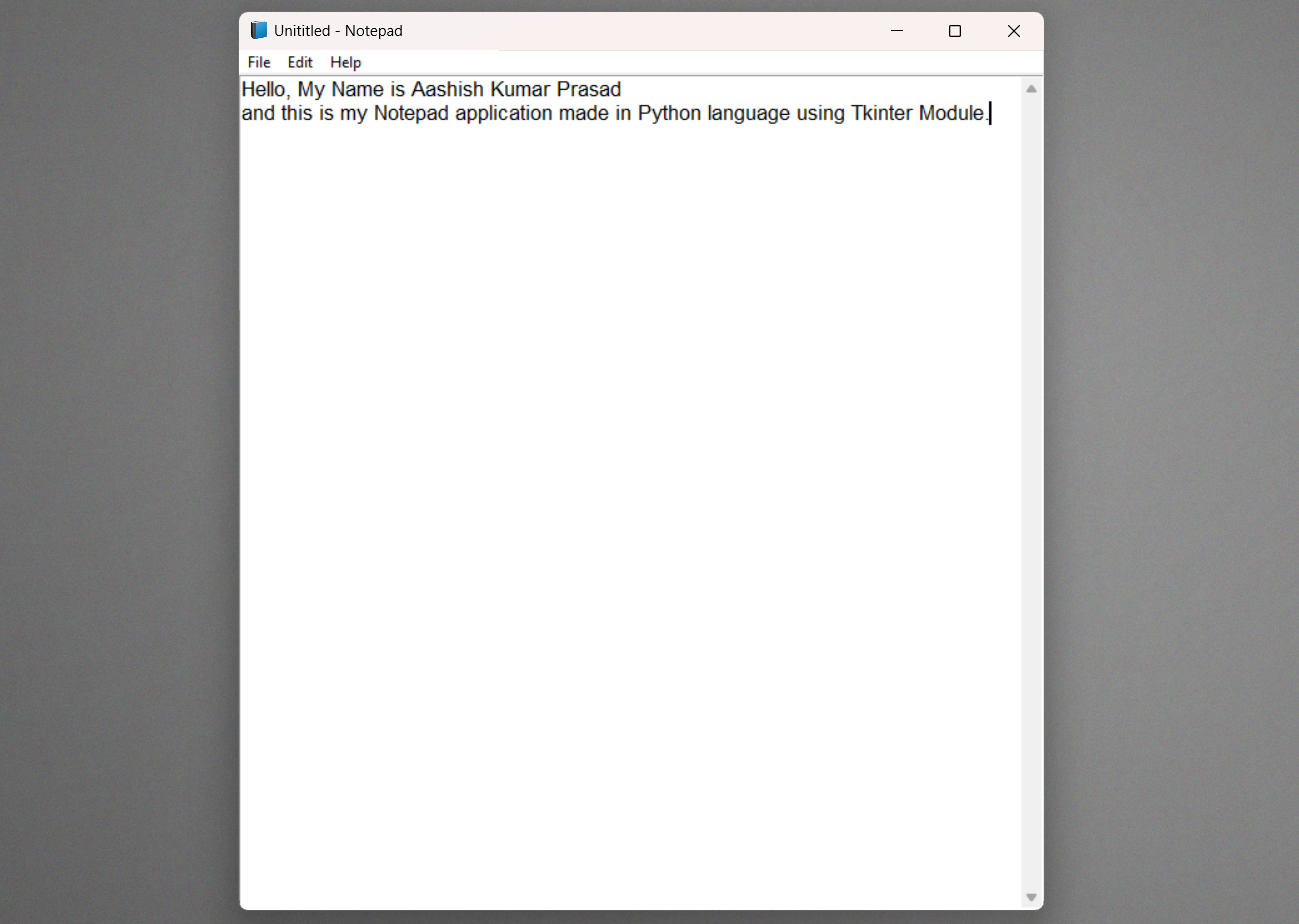 Unititled - Notepad
File Edit Help
Hello, My Name is Aashish Kumar Prasad
and this is my Notepad application made in Python language using Tkinter Module.